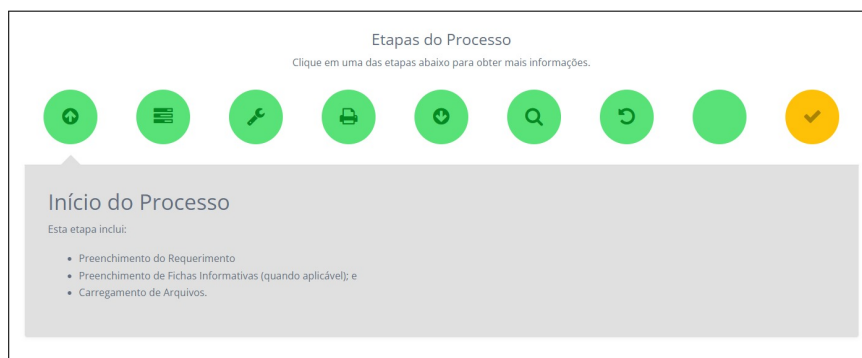 Etapas do Processo
Clique em uma das etapas abaixo para obter mais informações.
Início do Processo
Esta etapa inclui:
Preenchimento do Requerimento
Preenchimento de Fichas Informativas (quando aplicável); e
Carregamento de Arquivos.